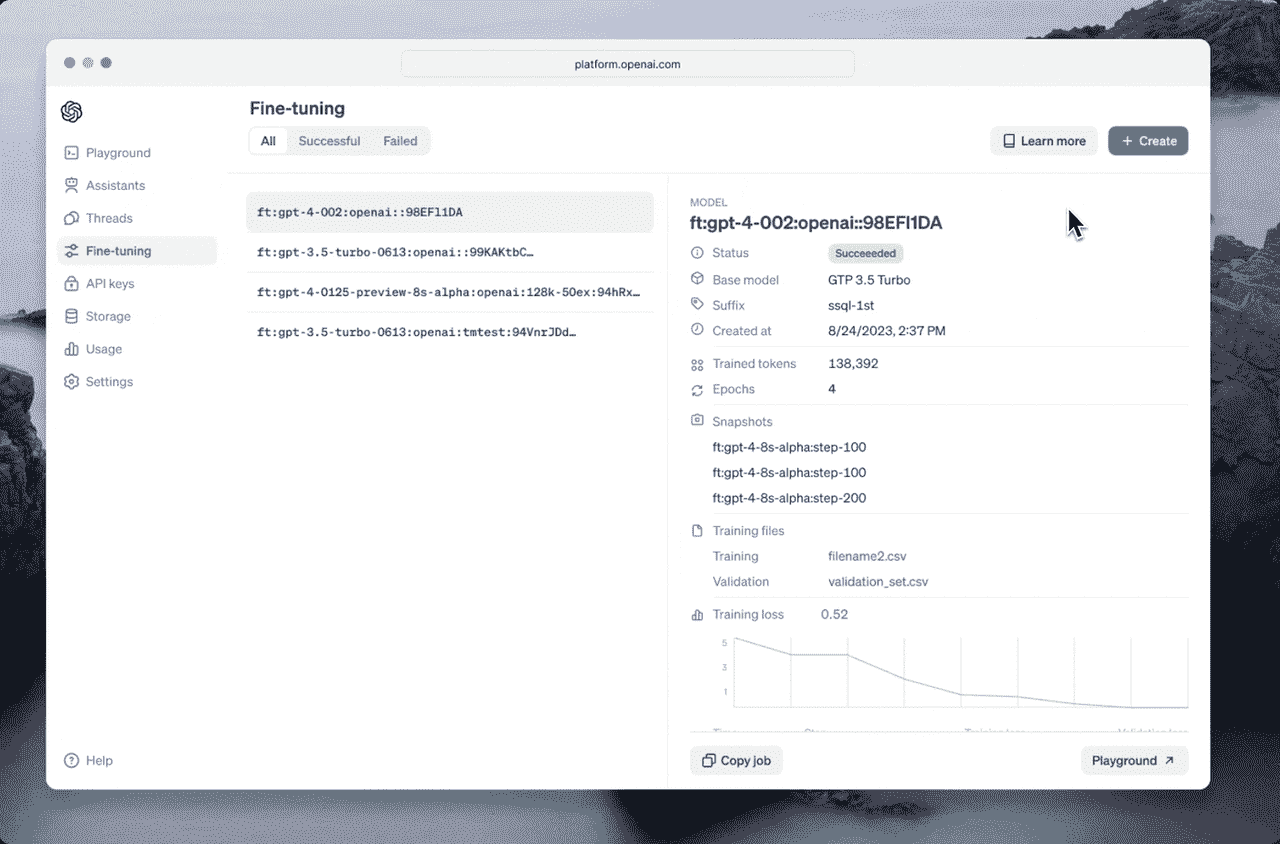 platform.openai.com
Fine-tuning
All Successful Failed
Learn more
+ Create
Playground
Assistants
Threads
Fine-tuning
API keys
Storage
Usage
Settings
Help
ft:gpt-4-002:openai::98EFl1DA
ft:gpt-3.5-turbo-0613:openai::99KAKtbC…
ft:gpt-4-0125-preview-8s-alpha:openai:128k-50ex:94hRx…
ft:gpt-3.5-turbo-0613:openai:tmtest:94VnrJDd…
MODEL
ft:gpt-4-002:openai::98EFl1DA
Status Succeeeded
Base model GTP 3.5 Turbo
Suffix ssql-1st
Created at 8/24/2023, 2:37 PM
Trained tokens 138,392
Epochs 4
Snapshots
ft:gpt-4-8s-alpha:step-100
ft:gpt-4-8s-alpha:step-100
ft:gpt-4-8s-alpha:step-200
Training files
Training filename2.csv
Validation validation_set.csv
Training loss 0.52
5
3
1
Copy job
Playground